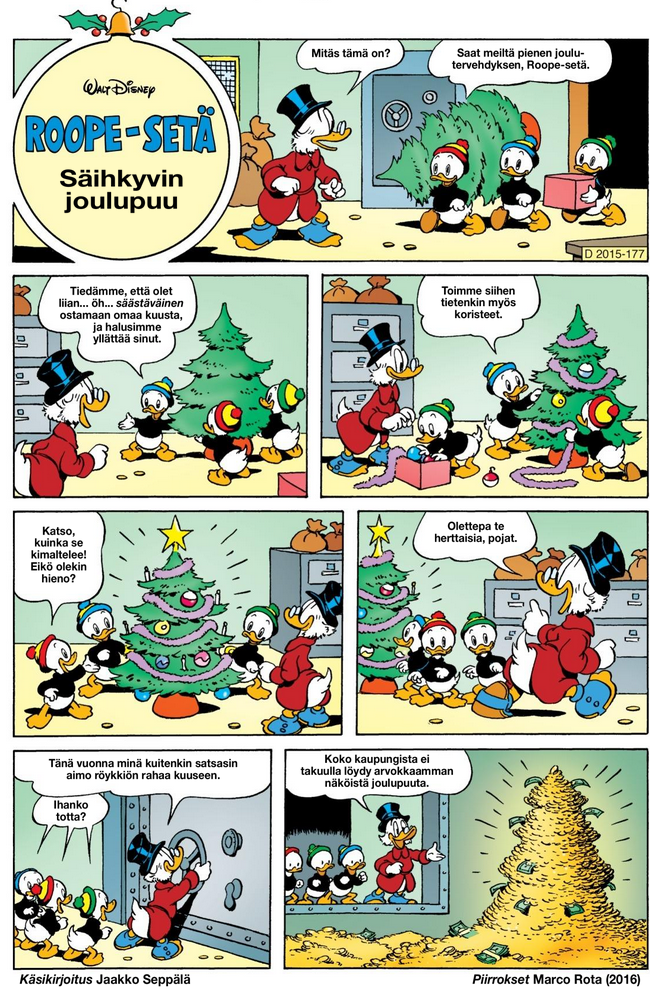 WALT DISNEY
ROOPE-SETÄ
Säihkyvin
joulupuu
Mitäs tämä on?
Saat meiltä pienen joulu-
tervehdyksen, Roope-setä.
D 2015-177
Tiedämme, että olet
liian... öh... säästäväinen
ostamaan omaa kuusta,
ja halusimme
yllättää sinut.
Toimme siihen
tietenkin myös
koristeet.
Katso,
kuinka se
kimaltelee!
Eikö olekin
hieno?
Olettepa te
herttaisia, pojat.
Tänä vuonna minä kuitenkin satsasin
aimo röykkiön rahaa kuuseen.
Ihanko
totta?
Koko kaupungista ei
takuulla löydy arvokkaamman
näköistä joulupuuta.
Käsikirjoitus Jaakko Seppälä
Piirrokset Marco Rota (2016)